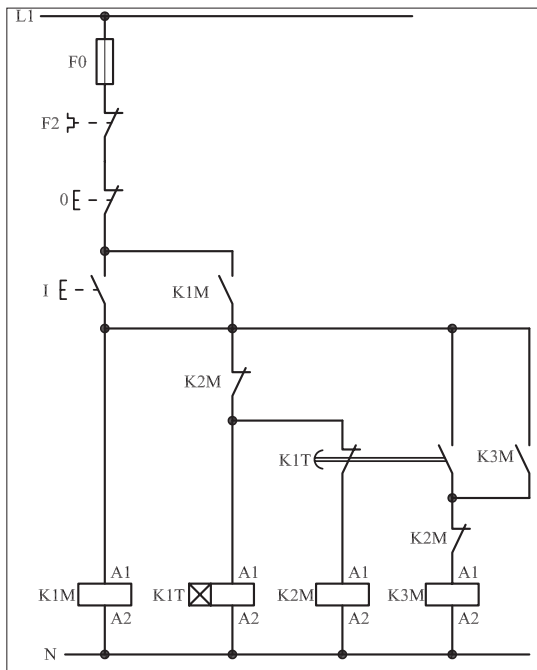 L1
F0
F2
0
I
K1M
K2M
K1T
K3M
K2M
A1 A1 A1 A1
K1M K1T K2M K3M
A2 A2 A2 A2
N